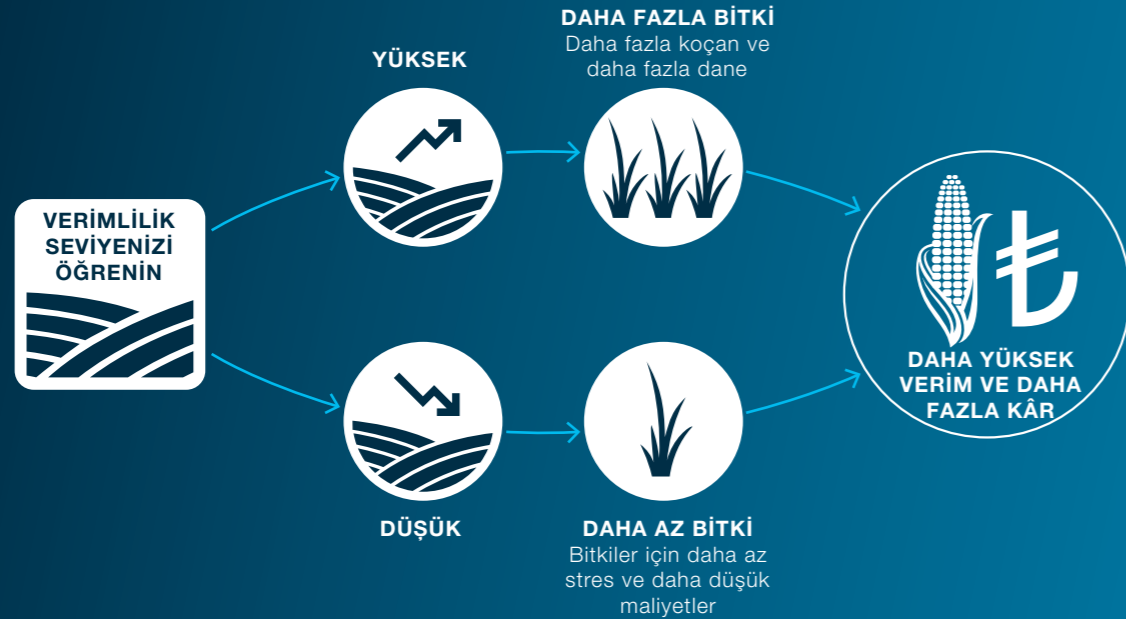 VERİMLİLİK
SEVİYENİZİ
ÖĞRENİN
YÜKSEK
DAHA FAZLA BİTKİ
Daha fazla koçan ve
daha fazla dane
DÜŞÜK
DAHA AZ BİTKİ
Bitkiler için daha az
stres ve daha düşük
maliyetler
₺
DAHA YÜKSEK
VERİM VE DAHA
FAZLA KÂR